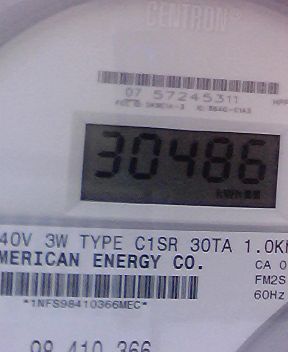 CENTRON®
07 57245311
30486
40V 3W TYPE C1SR 30TA 1.0K
MERICAN ENERGY CO.
CA 0
FM2S
60Hz
*1NFS98410366MEC*
98 410 366